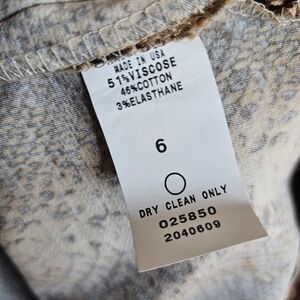 MADE IN USA
51%VISCOSE
46%COTTON
3%ELASTHANE
6
DRY CLEAN ONLY
025850
2040609